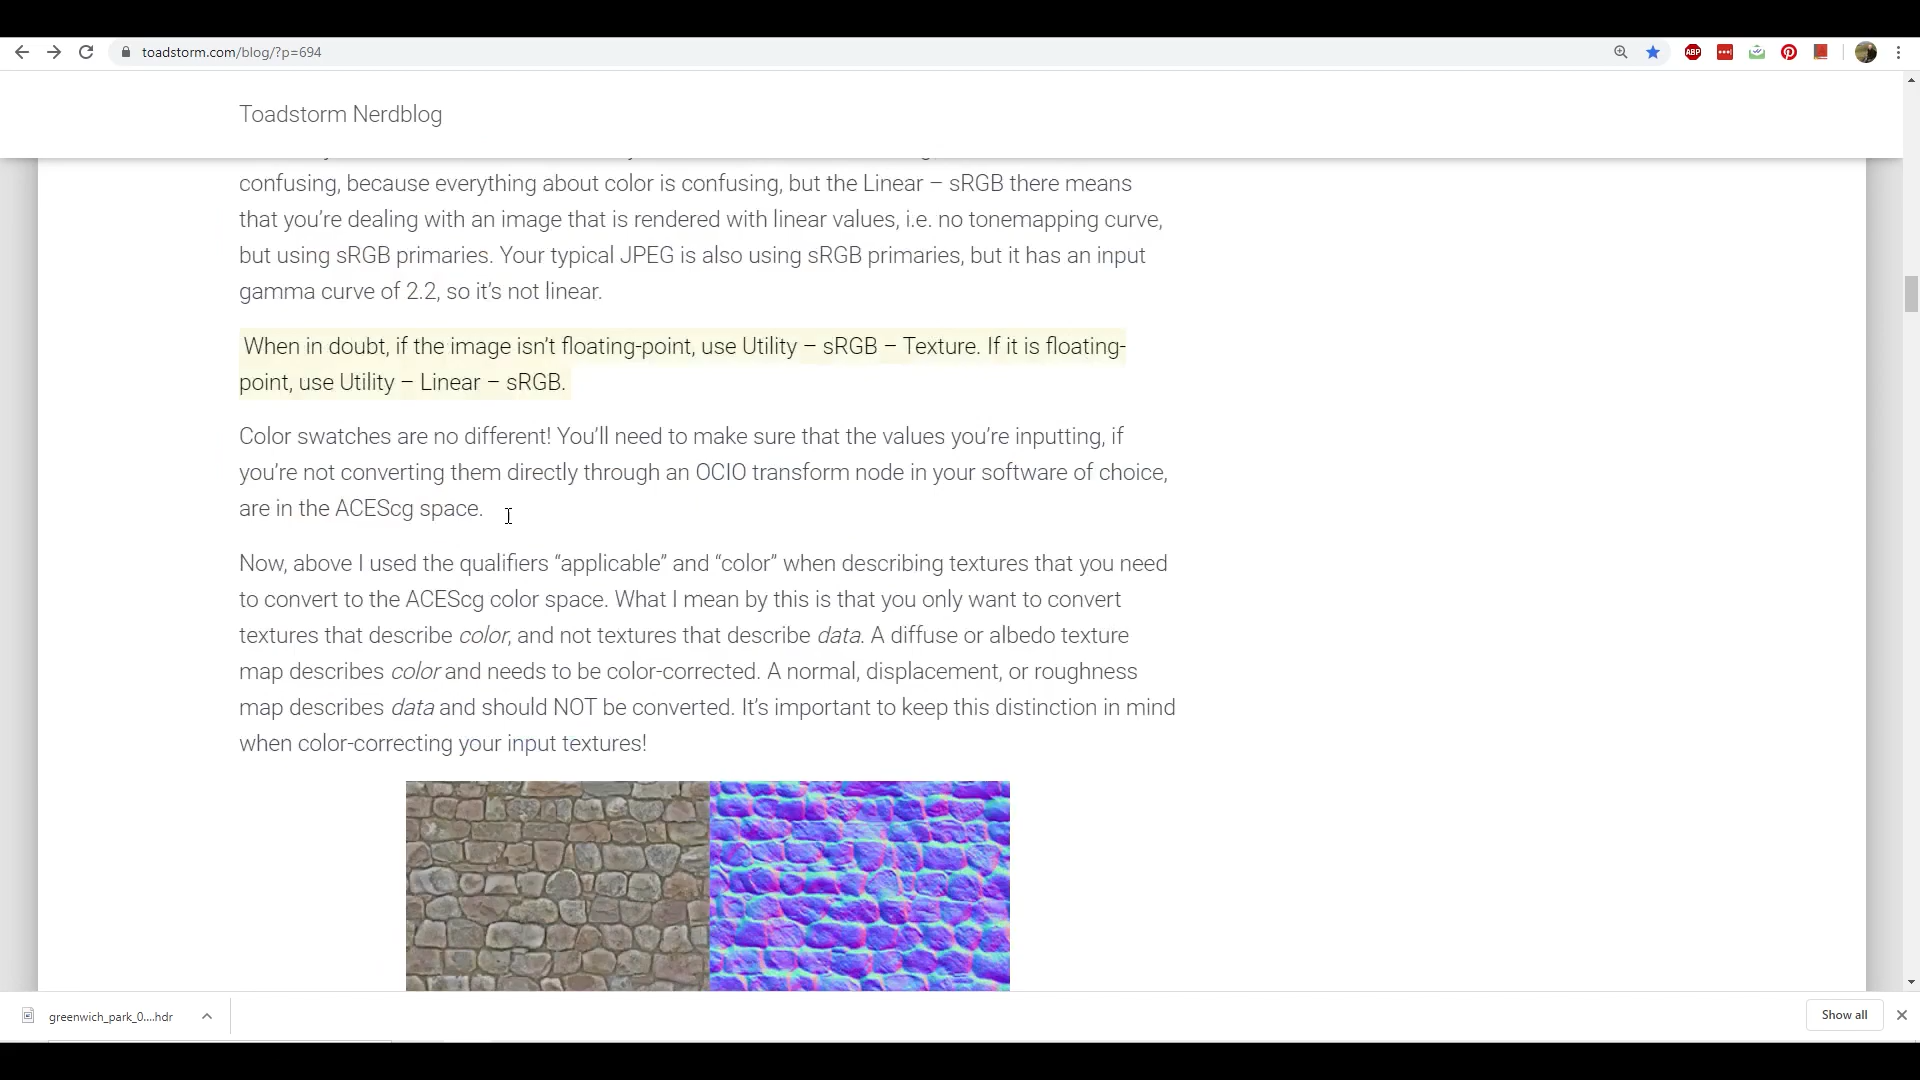 toadstorm.com/blog/?p=694
ABP
Toadstorm Nerdblog
confusing, because everything about color is confusing, but the Linear – sRGB there means
that you’re dealing with an image that is rendered with linear values, i.e. no tonemapping curve,
but using sRGB primaries. Your typical JPEG is also using sRGB primaries, but it has an input
gamma curve of 2.2, so it’s not linear.
When in doubt, if the image isn’t floating-point, use Utility – sRGB – Texture. If it is floating-
point, use Utility – Linear – sRGB.
Color swatches are no different! You’ll need to make sure that the values you’re inputting, if
you’re not converting them directly through an OCIO transform node in your software of choice,
are in the ACEScg space.
Now, above I used the qualifiers “applicable” and “color” when describing textures that you need
to convert to the ACEScg color space. What I mean by this is that you only want to convert
textures that describe color, and not textures that describe data. A diffuse or albedo texture
map describes color and needs to be color-corrected. A normal, displacement, or roughness
map describes data and should NOT be converted. It’s important to keep this distinction in mind
when color-correcting your input textures!
greenwich_park_0....hdr
Show all